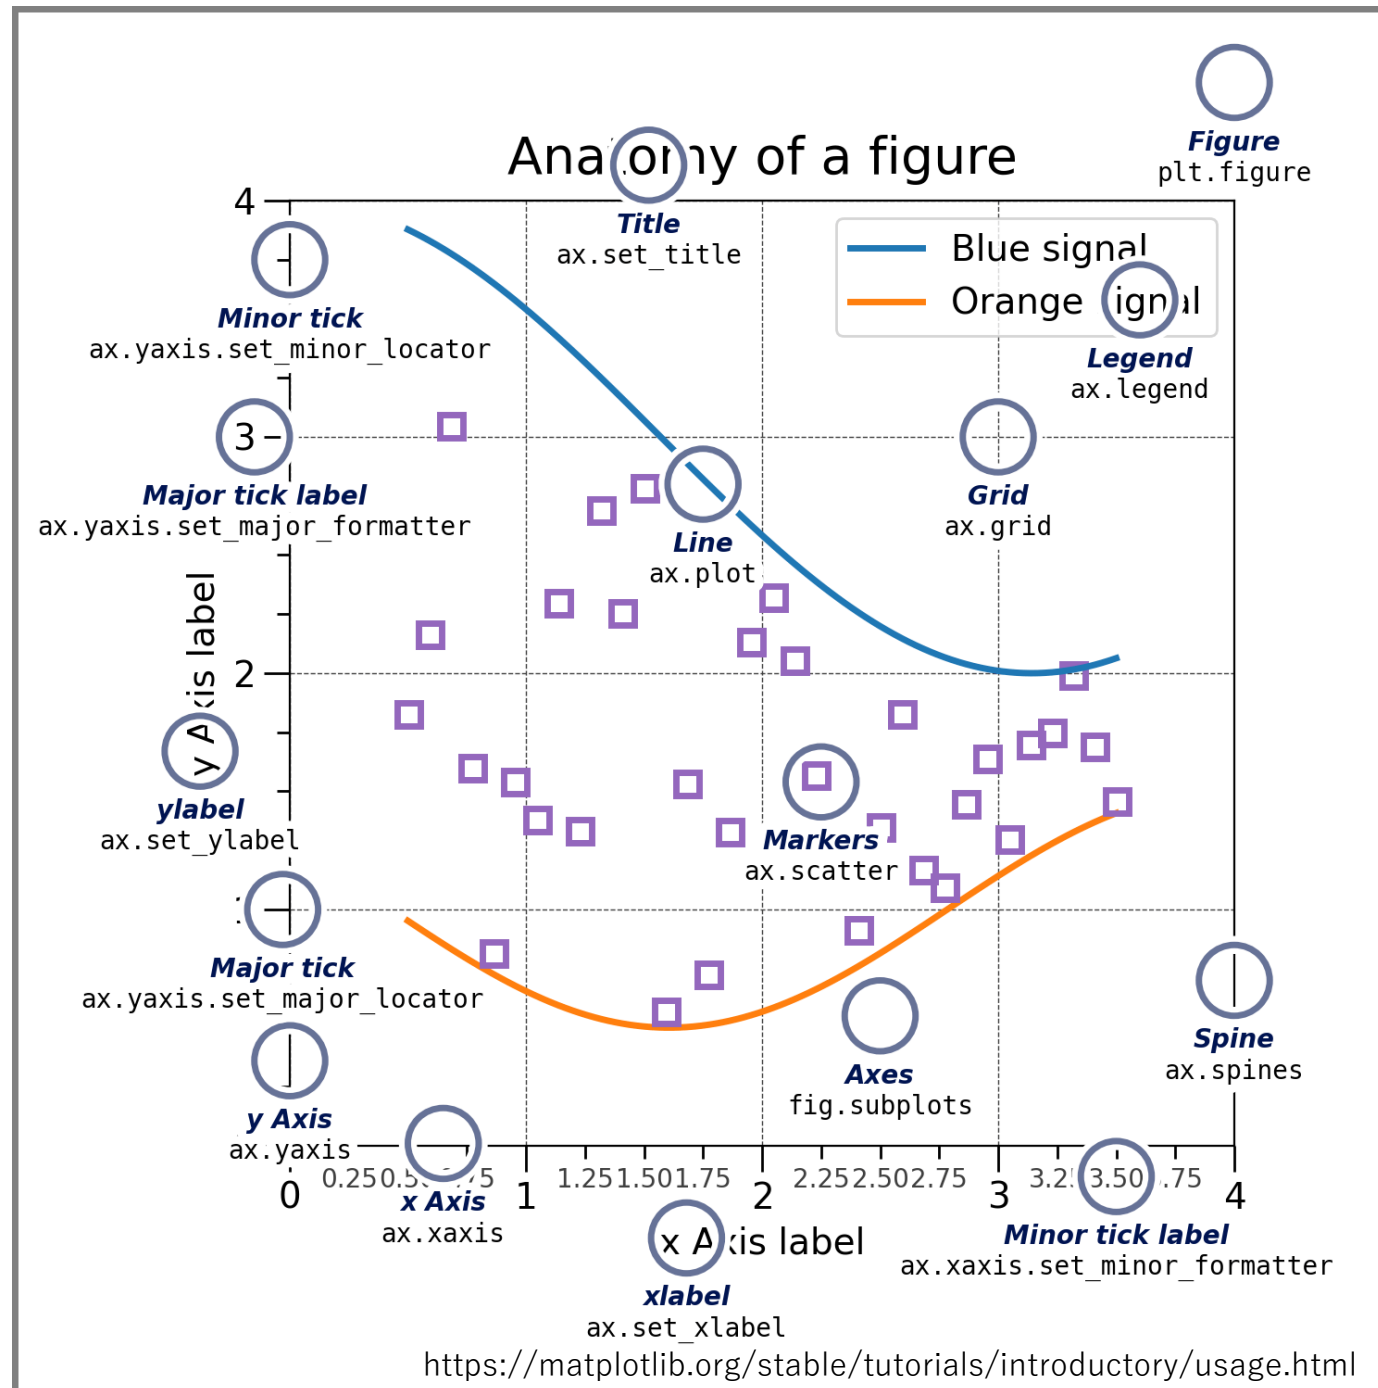 Figure
plt.figure
Anatomy of a figure
Title
ax.set_title
4
Blue signal
Orange signal
Legend
ax.legend
Minor tick
ax.yaxis.set_minor_locator
3
Major tick label
ax.yaxis.set_major_formatter
Grid
ax.grid
Line
ax.plot
2
y Axis label
ylabel
ax.set_ylabel
Markers
ax.scatter
Major tick
ax.yaxis.set_major_locator
Axes
fig.subplots
Spine
ax.spines
y Axis
ax.yaxis
0.25 1.25 1.50 1.75 2.25 2.50 2.75 3.50
0 1 2 3 4
x Axis
ax.xaxis
Minor tick label
ax.xaxis.set_minor_formatter
x Axis label
xlabel
ax.set_xlabel
https://matplotlib.org/stable/tutorials/introductory/usage.html